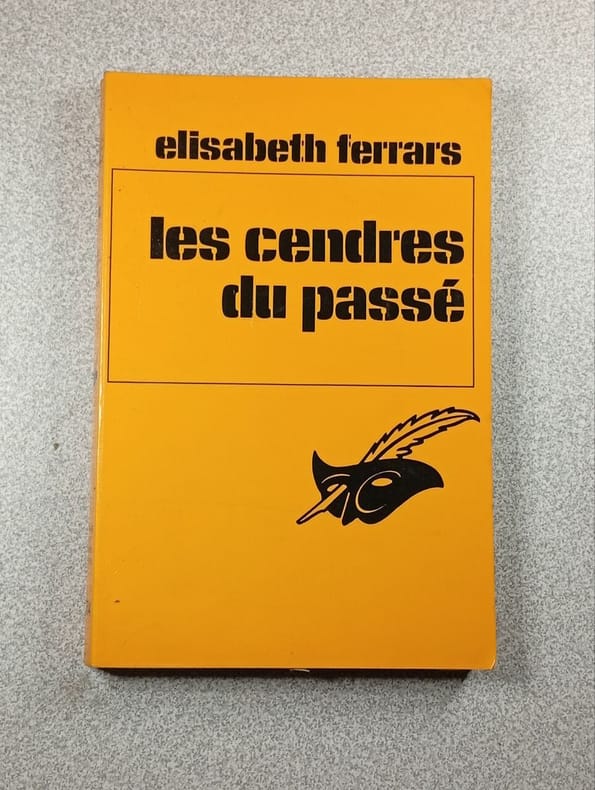 elisabeth ferrars
les cendres
du passé